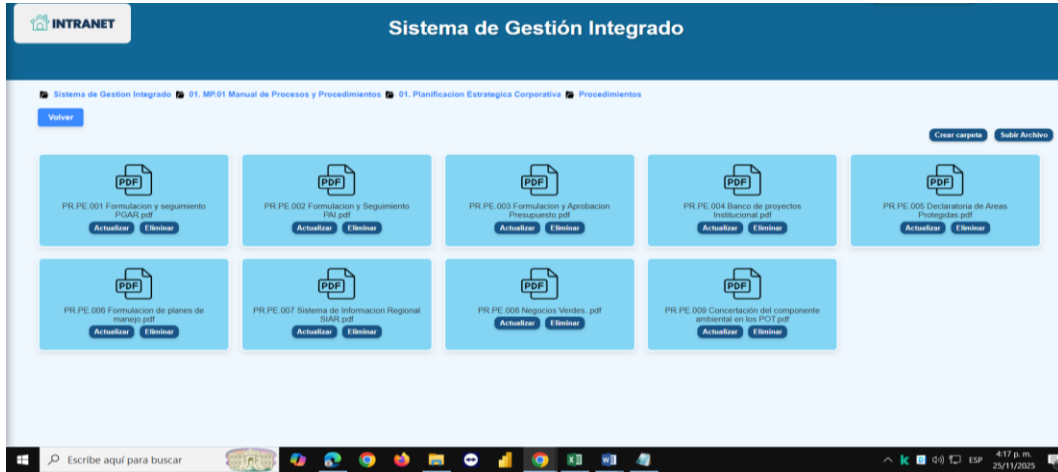 INTRANET
Sistema de Gestión Integrado
Sistema de Gestion Integrado 01. MP.01 Manual de Procesos y Procedimientos 01. Planificacion Estrategica Corporativa Procedimientos
Volver
Crear carpeta Subir Archivo
PDF
PR.PE.001 Formulacion y seguimiento
PGAR.pdf
Actualizar Eliminar
PDF
PR.PE.002 Formulacion y Seguimiento
PAI.pdf
Actualizar Eliminar
PDF
PR.PE.003 Formulacion y Aprobacion
Presupuesto.pdf
Actualizar Eliminar
PDF
PR.PE.004 Banco de proyectos
Institucional.pdf
Actualizar Eliminar
PDF
PR.PE.005 Declaratoria de Areas
Protegidas.pdf
Actualizar Eliminar
PDF
PR.PE.006 Formulacion de planes de
manejo.pdf
Actualizar Eliminar
PDF
PR.PE.007 Sistema de Informacion Regional
SIAR.pdf
Actualizar Eliminar
PDF
PR.PE.008 Negocios Verdes..pdf
Actualizar Eliminar
PDF
PR.PE.009 Concertación del componente
ambiental en los POT.pdf
Actualizar Eliminar
Escribe aquí para buscar
ESP
4:17 p. m.
25/11/2025